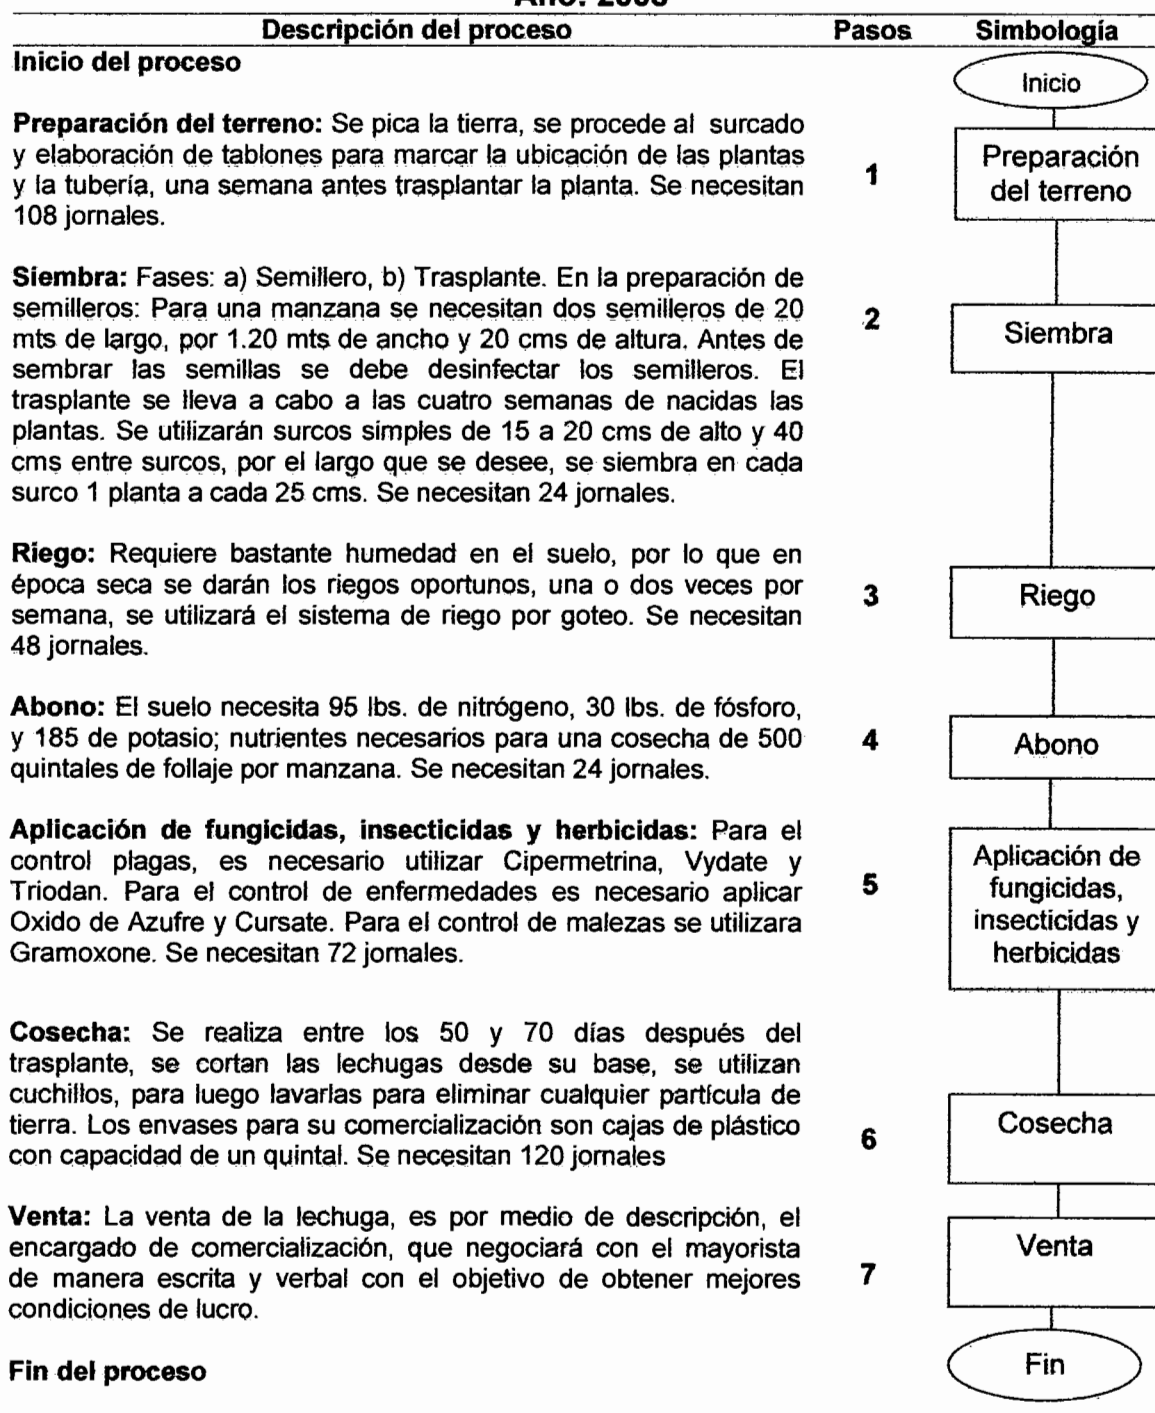 Descripción del proceso Pasos Simbología
Inicio del proceso
Inicio
Preparación del terreno: Se pica la tierra, se procede al surcado
y elaboración de tablones para marcar la ubicación de las plantas
y la tubería, una semana antes trasplantar la planta. Se necesitan
108 jornales.
1
Preparación
del terreno
Siembra: Fases: a) Semillero, b) Trasplante. En la preparación de
semilleros: Para una manzana se necesitan dos semilleros de 20
mts de largo, por 1.20 mts de ancho y 20 cms de altura. Antes de
sembrar las semillas se debe desinfectar los semilleros. El
trasplante se lleva a cabo a las cuatro semanas de nacidas las
plantas. Se utilizarán surcos simples de 15 a 20 cms de alto y 40
cms entre surcos, por el largo que se desee, se siembra en cada
surco 1 planta a cada 25 cms. Se necesitan 24 jornales.
2
Siembra
Riego: Requiere bastante humedad en el suelo, por lo que en
época seca se darán los riegos oportunos, una o dos veces por
semana, se utilizará el sistema de riego por goteo. Se necesitan
48 jornales.
3
Riego
Abono: El suelo necesita 95 lbs. de nitrógeno, 30 lbs. de fósforo,
y 185 de potasio; nutrientes necesarios para una cosecha de 500
quintales de follaje por manzana. Se necesitan 24 jornales.
4
Abono
Aplicación de fungicidas, insecticidas y herbicidas: Para el
control plagas, es necesario utilizar Cipermetrina, Vydate y
Triodan. Para el control de enfermedades es necesario aplicar
Oxido de Azufre y Cursate. Para el control de malezas se utilizara
Gramoxone. Se necesitan 72 jornales.
5
Aplicación de
fungicidas,
insecticidas y
herbicidas
Cosecha: Se realiza entre los 50 y 70 días después del
trasplante, se cortan las lechugas desde su base, se utilizan
cuchillos, para luego lavarlas para eliminar cualquier partícula de
tierra. Los envases para su comercialización son cajas de plástico
con capacidad de un quintal. Se necesitan 120 jornales
6
Cosecha
Venta: La venta de la lechuga, es por medio de descripción, el
encargado de comercialización, que negociará con el mayorista
de manera escrita y verbal con el objetivo de obtener mejores
condiciones de lucro.
7
Venta
Fin del proceso
Fin